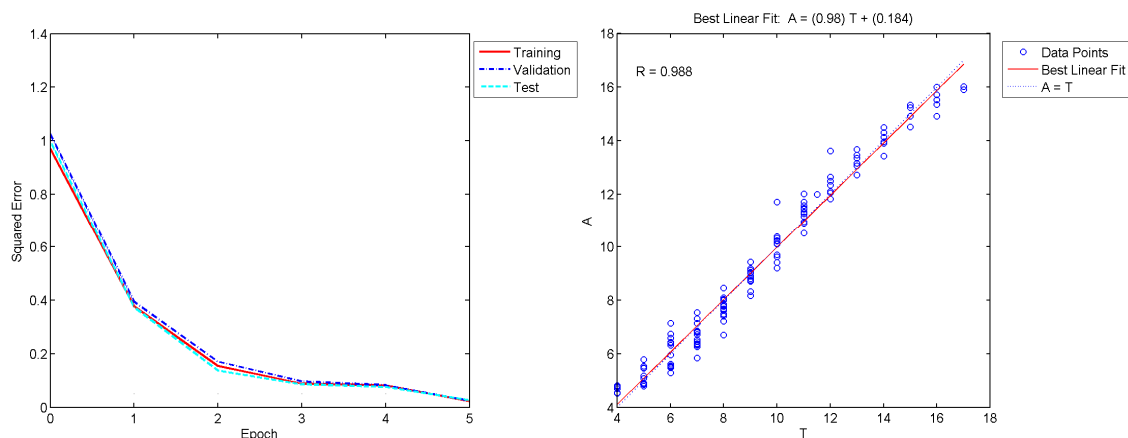 1.4
1.2
1
0.8
0.6
0.4
0.2
0
0 1 2 3 4 5
Squared Error
Epoch
Training
Validation
Test
Best Linear Fit: A = (0.98) T + (0.184)
R = 0.988
18
16
14
12
10
8
6
4
4 6 8 10 12 14 16 18
A
T
Data Points
Best Linear Fit
A = T